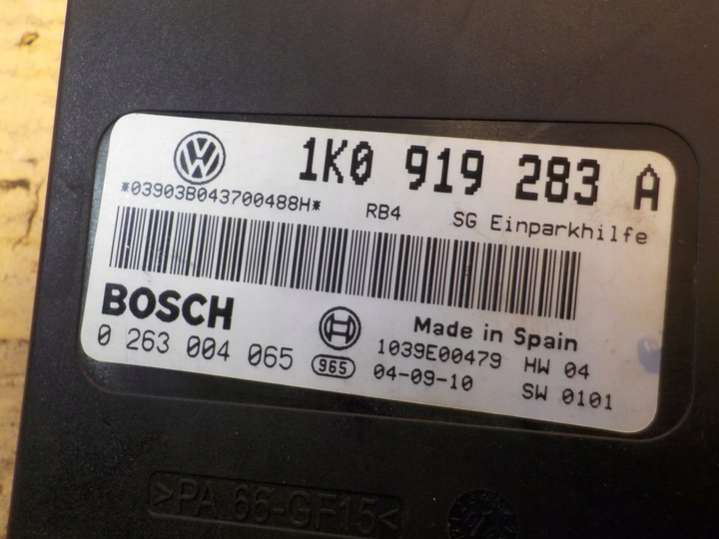 1K0 919 283 A
*03903B043700488H* RB4 SG Einparkhilfe
BOSCH
Made in Spain
0 263 004 065 965 1039E00479 HW 04
04-09-10 SW 0101
>PA 66-GF15<